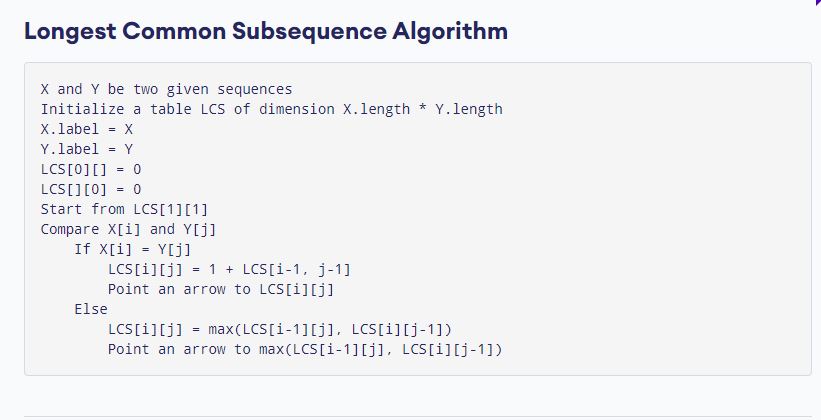 Longest Common Subsequence Algorithm
X and Y be two given sequences
Initialize a table LCS of dimension X.length * Y.length
X.label = X
Y.label = Y
LCS[0][] = 0
LCS[][0] = 0
Start from LCS[1][1]
Compare X[i] and Y[j]
    If X[i] = Y[j]
        LCS[i][j] = 1 + LCS[i-1, j-1]
        Point an arrow to LCS[i][j]
    Else
        LCS[i][j] = max(LCS[i-1][j], LCS[i][j-1])
        Point an arrow to max(LCS[i-1][j], LCS[i][j-1])